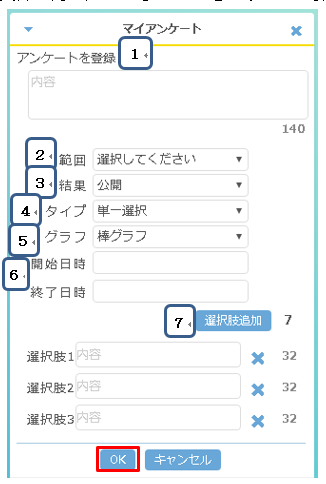 マイアンケート
アンケートを登録 1
内容
140
2 範囲 選択してください
3 結果 公開
4 タイプ 単一選択
5 グラフ 棒グラフ
6 開始日時
終了日時
7 選択肢追加 7
選択肢1 内容 32
選択肢2 内容 32
選択肢3 内容 32
OK キャンセル